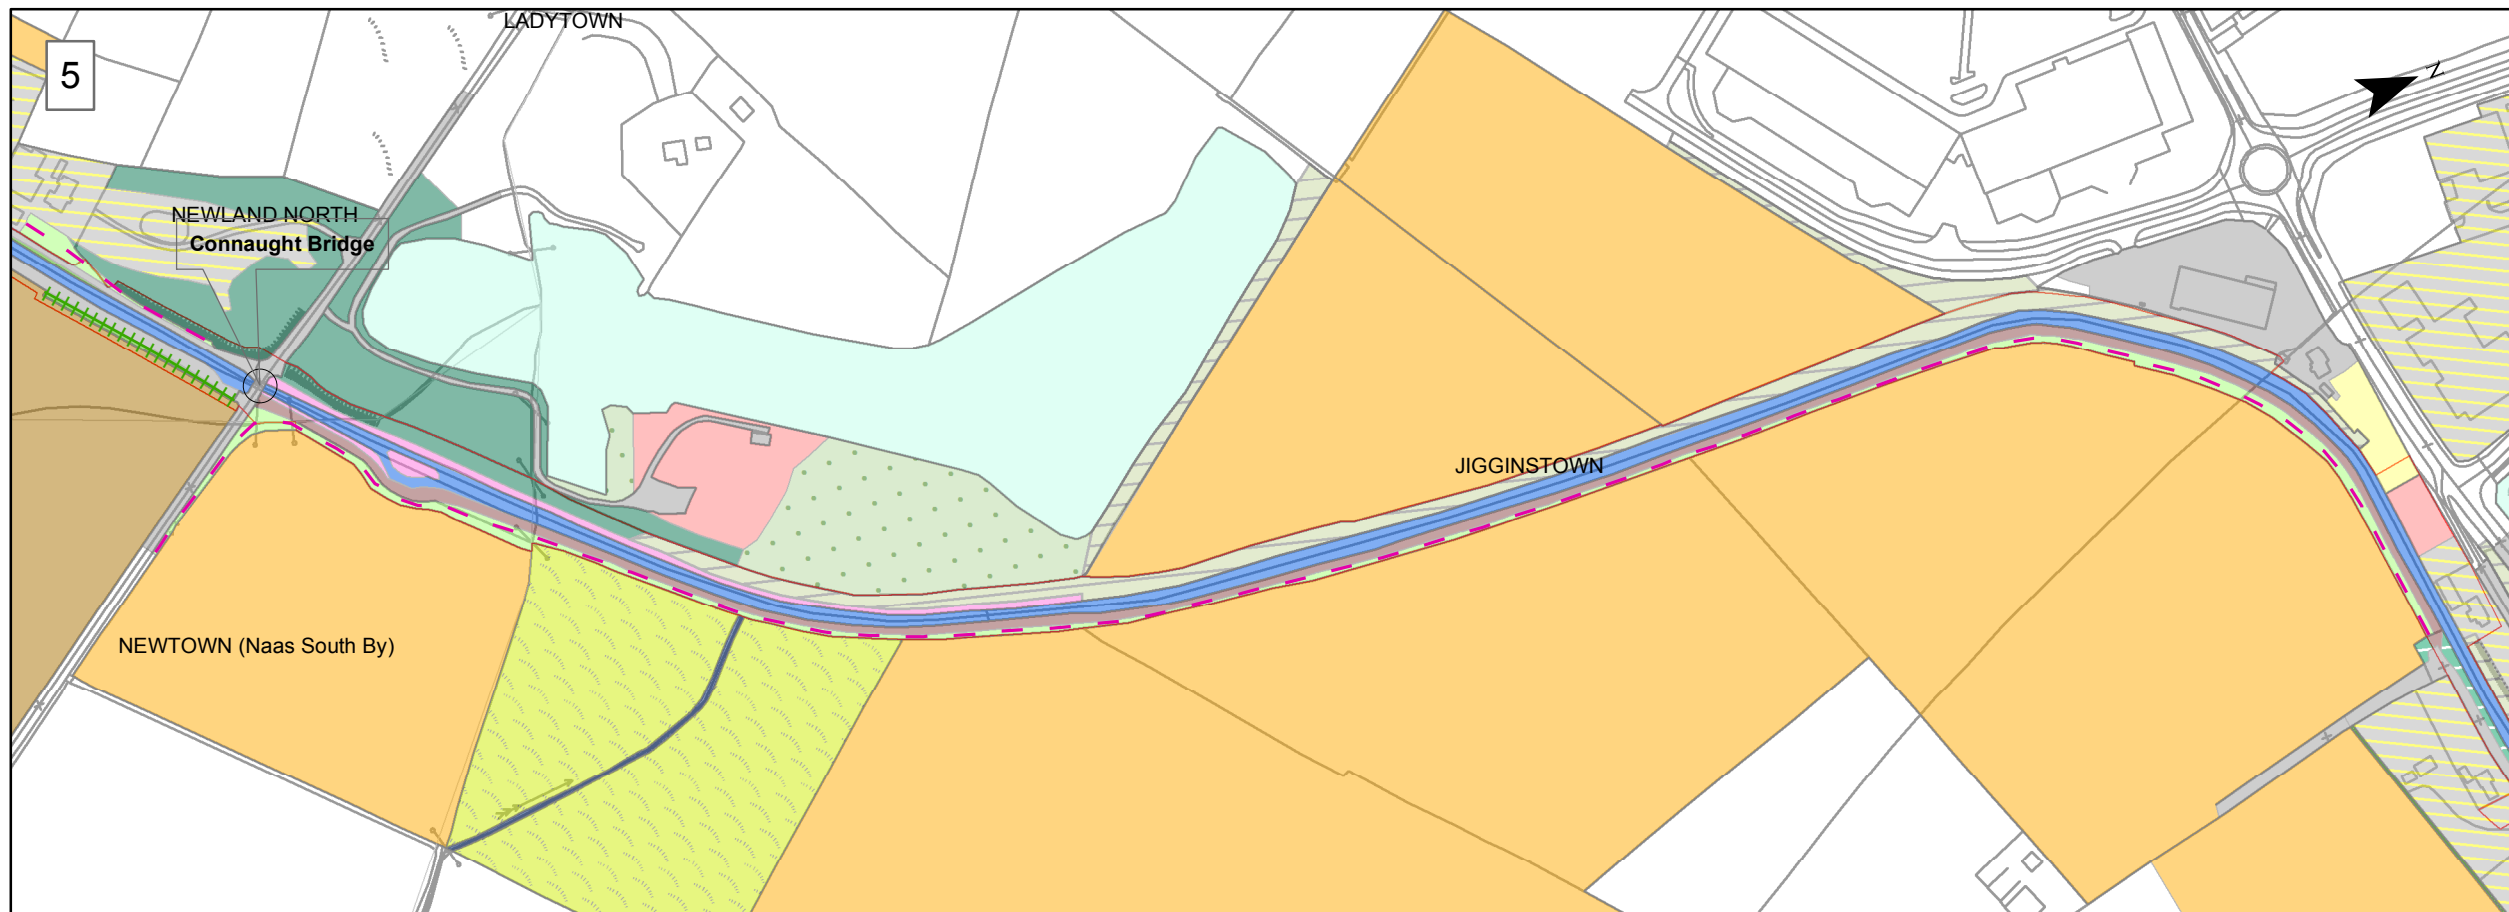 LADYTOWN
5
N
NEWLAND NORTH
Connaught Bridge
JIGGINSTOWN
NEWTOWN (Naas South By)